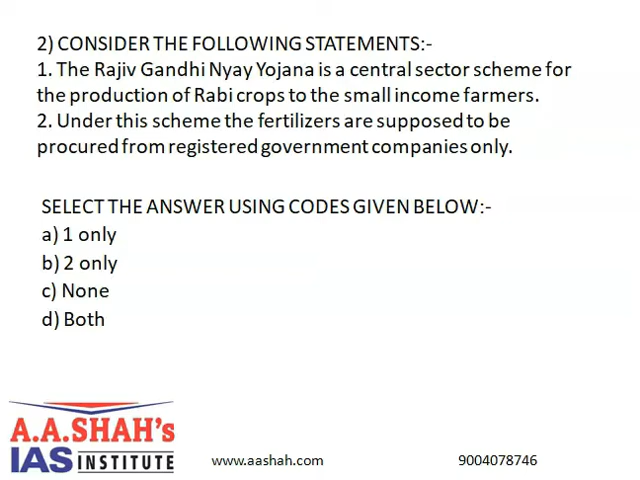 2) CONSIDER THE FOLLOWING STATEMENTS:-
1. The Rajiv Gandhi Nyay Yojana is a central sector scheme for
the production of Rabi crops to the small income farmers.
2. Under this scheme the fertilizers are supposed to be
procured from registered government companies only.
SELECT THE ANSWER USING CODES GIVEN BELOW:-
a) 1 only
b) 2 only
c) None
d) Both
A.A.SHAH's
IAS INSTITUTE
www.aashah.com 9004078746